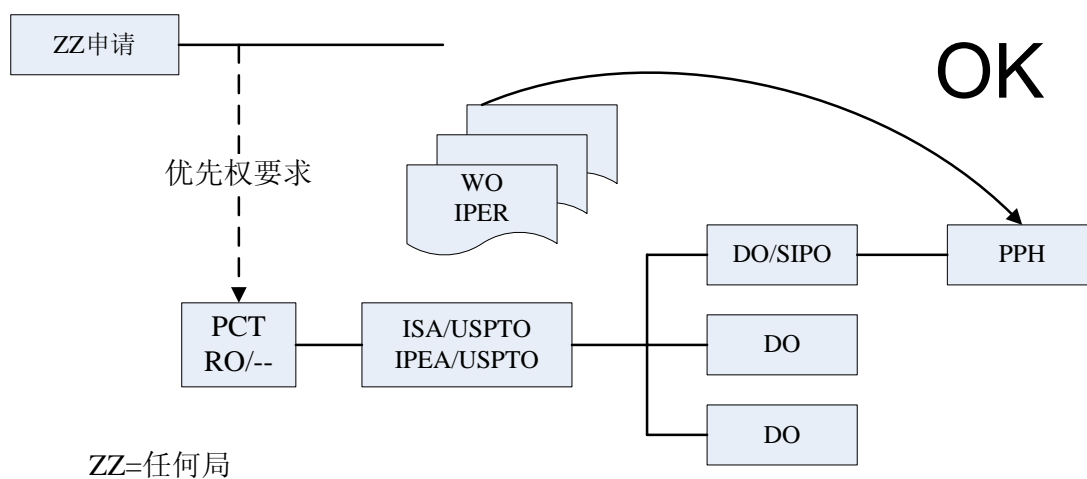 ZZ申请
OK
优先权要求
WO
IPER
DO/SIPO
PPH
PCT
RO/--
ISA/USPTO
IPEA/USPTO
DO
DO
ZZ=任何局